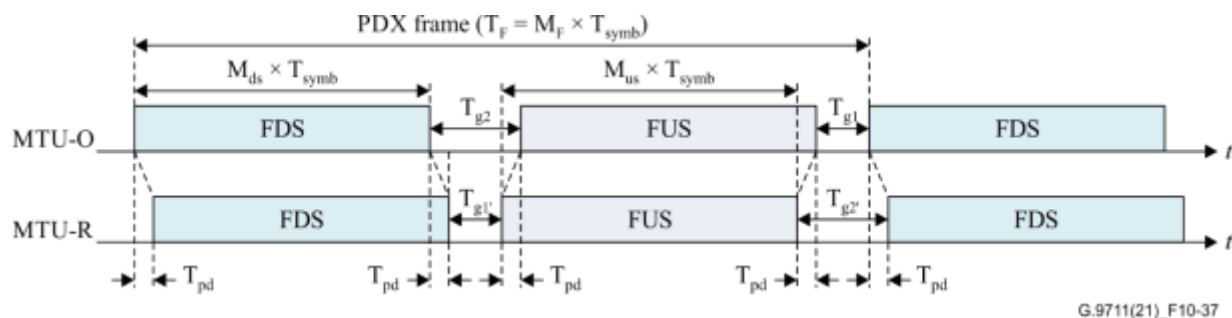 PDX frame (T_F = M_F × T_symb)
M_ds × T_symb
M_us × T_symb
T_g2
T_g1
MTU-O
FDS
FUS
FDS
t
T_g1'
T_g2'
MTU-R
FDS
FUS
FDS
t
T_pd
T_pd
T_pd
T_pd
T_pd
G.9711(21)_F10-37